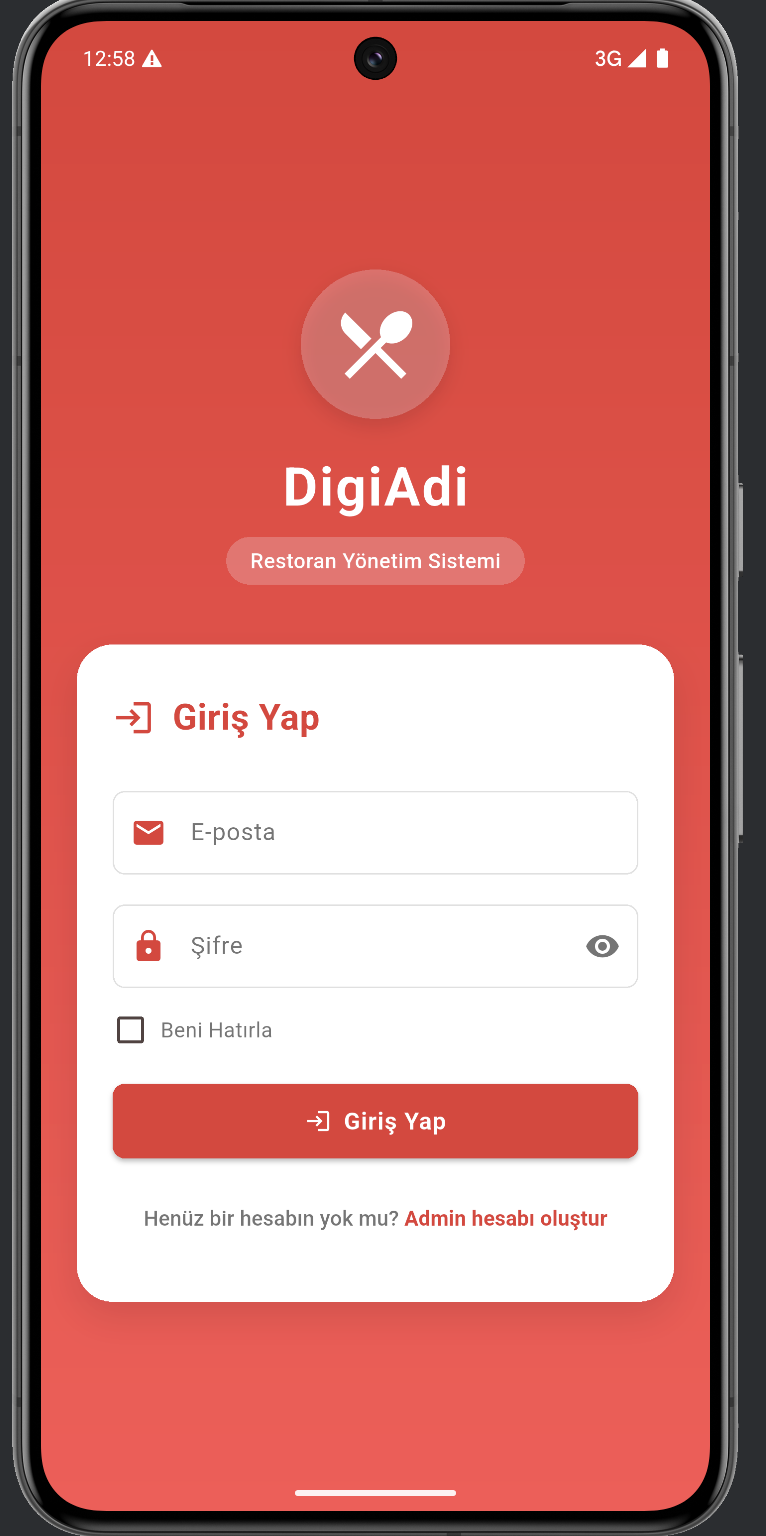 12:58
3G
DigiAdi
Restoran Yönetim Sistemi
Giriş Yap
E-posta
Şifre
Beni Hatırla
Giriş Yap
Henüz bir hesabın yok mu? Admin hesabı oluştur